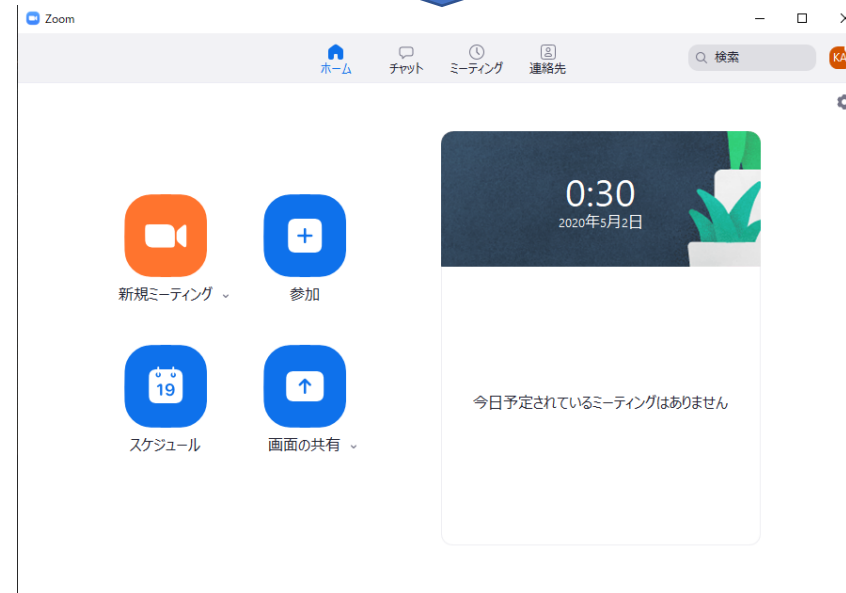 Zoom
ホーム
チャット
ミーティング
連絡先
検索
KA
0:30
2020年5月2日
新規ミーティング
参加
19
スケジュール
画面の共有
今日予定されているミーティングはありません